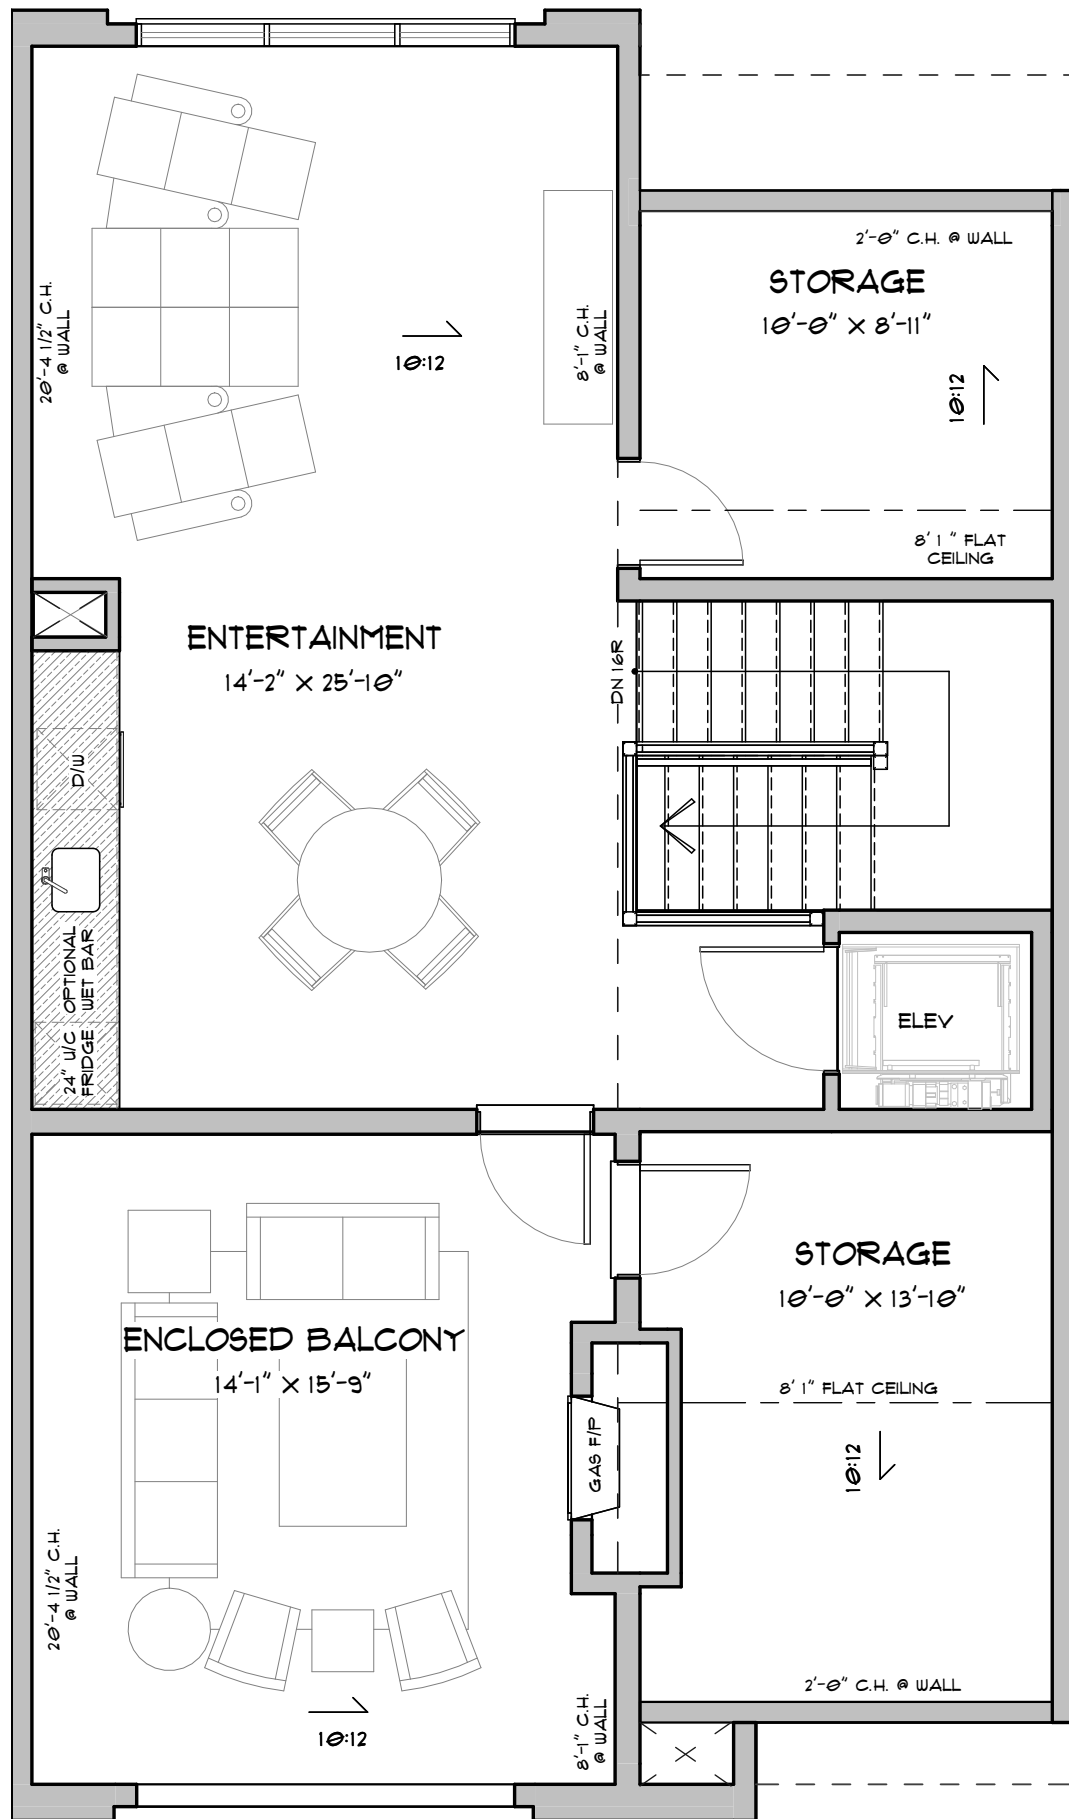 2'-0" C.H. @ WALL
STORAGE
10'-0" X 8'-11"
20'-4 1/2" C.H.
@ WALL
10:12
8'-1" C.H.
@ WALL
10:12
8' 1" FLAT
CEILING
ENTERTAINMENT
14'-2" X 25'-10"
DN 16R
D/W
OPTIONAL
WET BAR
24" U/C
FRIDGE
ELEV
STORAGE
10'-0" X 13'-10"
ENCLOSED BALCONY
14'-1" X 15'-9"
8' 1" FLAT CEILING
GAS F/P
10:12
20'-4 1/2" C.H.
@ WALL
2'-0" C.H. @ WALL
10:12
8'-1" C.H.
@ WALL